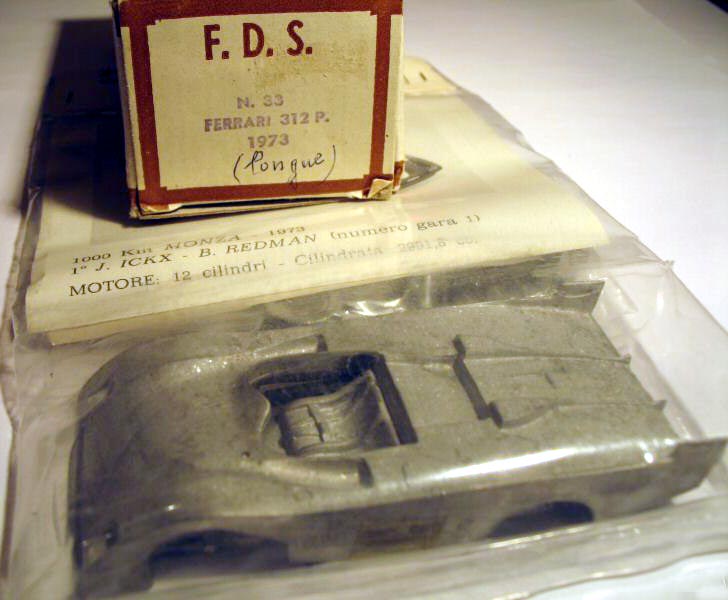 F. D. S.
N. 33
FERRARI 312 P.
1973
(longue)
1000 Km MONZA - 1973
1° J. ICKX - B. REDMAN (numero gara 1)
MOTORE: 12 cilindri - Cilindrata 2991,8 cc.